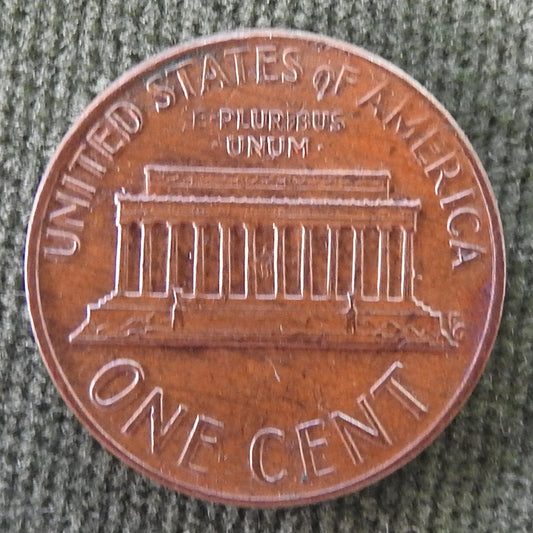 UNITED STATES of AMERICA
E·PLURIBUS
·UNUM·
ONE CENT